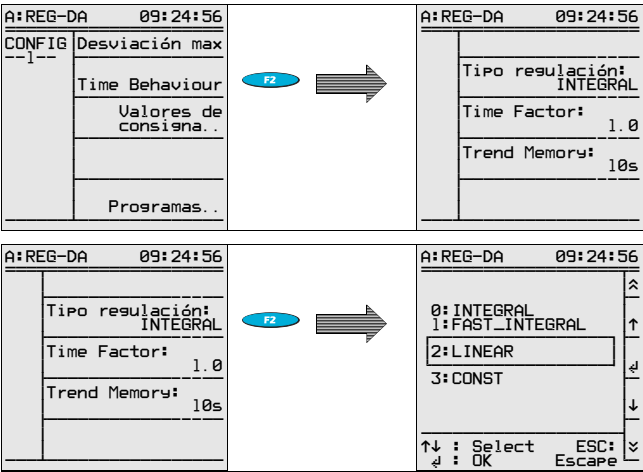 A:REG-DA 09:24:56
CONFIG
--1--
Desviación max
Time Behaviour
Valores de
consigna..
Programas..
F2
A:REG-DA 09:24:56
Tipo regulación:
INTEGRAL
Time Factor:
1.0
Trend Memory:
10s
A:REG-DA 09:24:56
Tipo regulación:
INTEGRAL
Time Factor:
1.0
Trend Memory:
10s
F2
A:REG-DA 09:24:56
0:INTEGRAL
1:FAST_INTEGRAL
2:LINEAR
3:CONST
↑↓ : Select ESC:
↲ : OK Escape